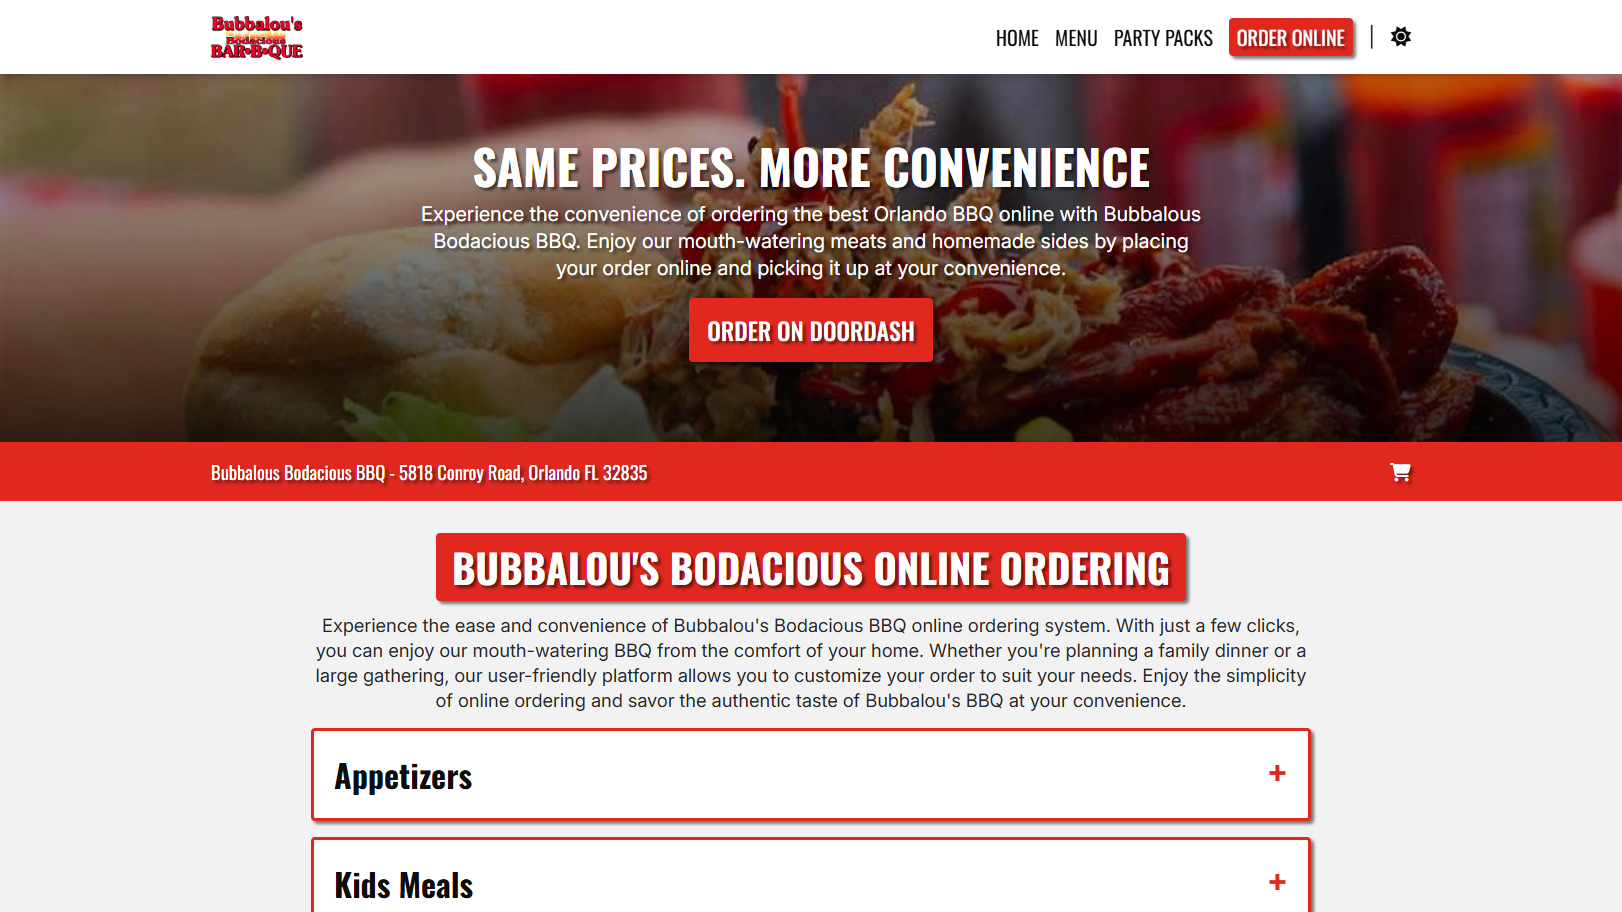 Bubbalou's
Bodacious
BAR•B•QUE
HOME MENU PARTY PACKS ORDER ONLINE
SAME PRICES. MORE CONVENIENCE
Experience the convenience of ordering the best Orlando BBQ online with Bubbalous
Bodacious BBQ. Enjoy our mouth-watering meats and homemade sides by placing
your order online and picking it up at your convenience.
ORDER ON DOORDASH
Bubbalous Bodacious BBQ - 5818 Conroy Road, Orlando FL 32835
BUBBALOU'S BODACIOUS ONLINE ORDERING
Experience the ease and convenience of Bubbalou's Bodacious BBQ online ordering system. With just a few clicks,
you can enjoy our mouth-watering BBQ from the comfort of your home. Whether you're planning a family dinner or a
large gathering, our user-friendly platform allows you to customize your order to suit your needs. Enjoy the simplicity
of online ordering and savor the authentic taste of Bubbalou's BBQ at your convenience.
Appetizers +
Kids Meals +